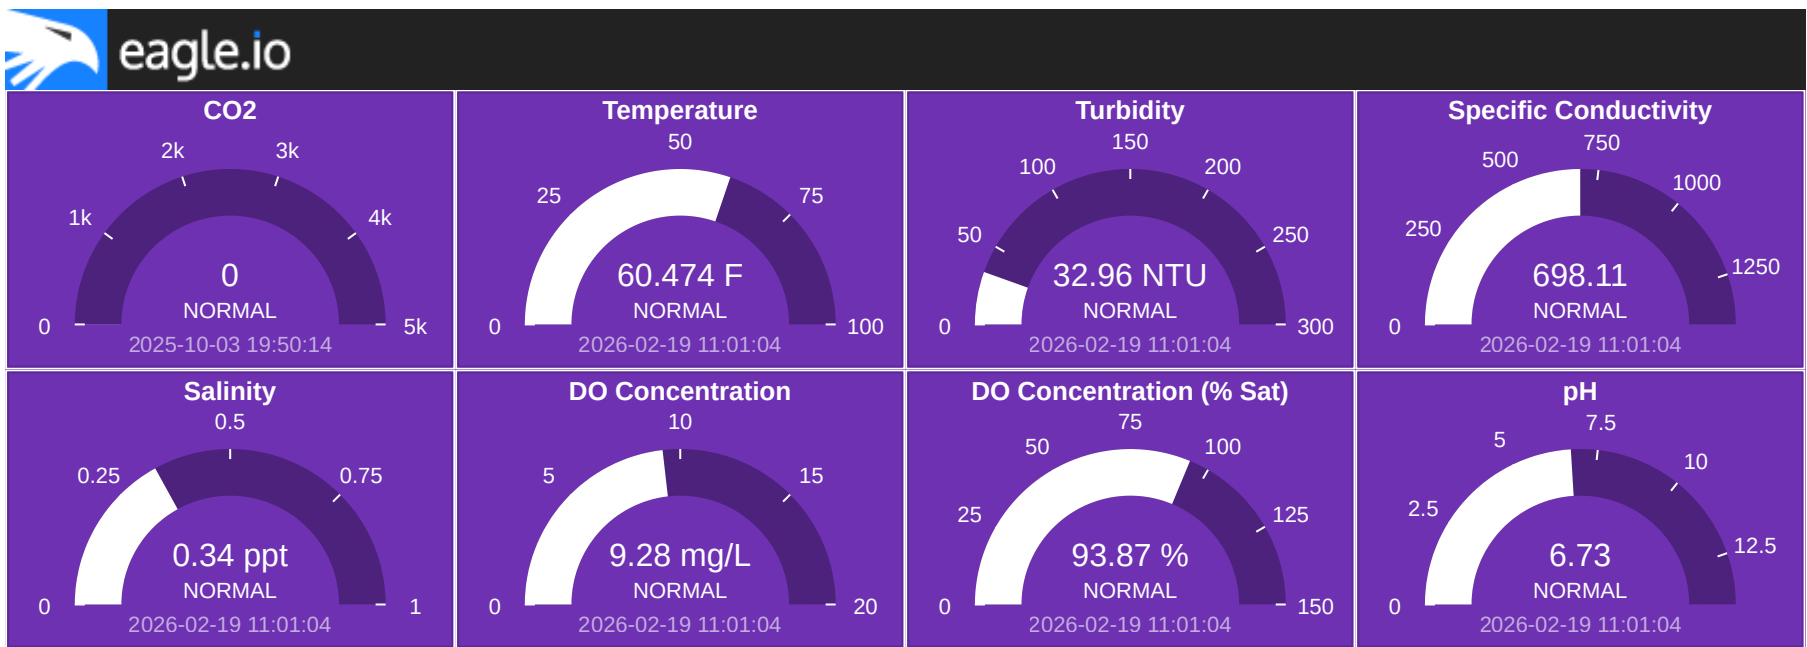 eagle.io
CO2
2k 3k
1k 4k
0
NORMAL
0 5k
2025-10-03 19:50:14
Temperature
50
25 75
60.474 F
NORMAL
0 100
2026-02-19 11:01:04
Turbidity
150
100 200
50 250
32.96 NTU
NORMAL
0 300
2026-02-19 11:01:04
Specific Conductivity
750
500
1000
250
1250
698.11
NORMAL
0
2026-02-19 11:01:04
Salinity
0.5
0.25 0.75
0.34 ppt
NORMAL
0 1
2026-02-19 11:01:04
DO Concentration
10
5 15
9.28 mg/L
NORMAL
0 20
2026-02-19 11:01:04
DO Concentration (% Sat)
75
50 100
25 125
93.87 %
NORMAL
0 150
2026-02-19 11:01:04
pH
7.5
5
10
2.5
12.5
6.73
NORMAL
0
2026-02-19 11:01:04